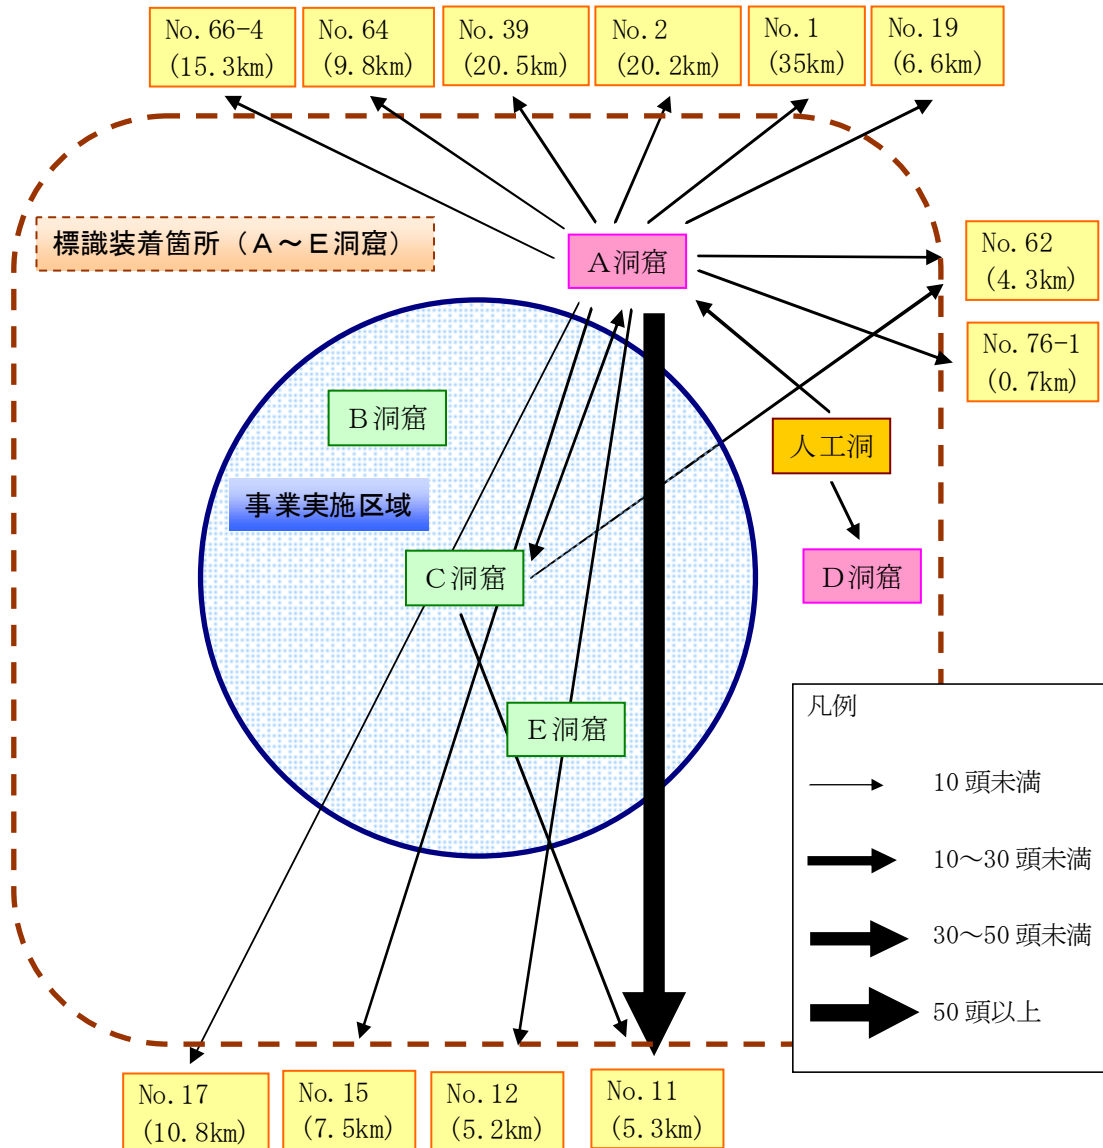 No.66-4
(15.3km)
No.64
(9.8km)
No.39
(20.5km)
No.2
(20.2km)
No.1
(35km)
No.19
(6.6km)
標識装着箇所（A～E洞窟）
A洞窟
No.62
(4.3km)
No.76-1
(0.7km)
B洞窟
人工洞
事業実施区域
C洞窟
D洞窟
E洞窟
凡例
10頭未満
10～30頭未満
30～50頭未満
50頭以上
No.17
(10.8km)
No.15
(7.5km)
No.12
(5.2km)
No.11
(5.3km)